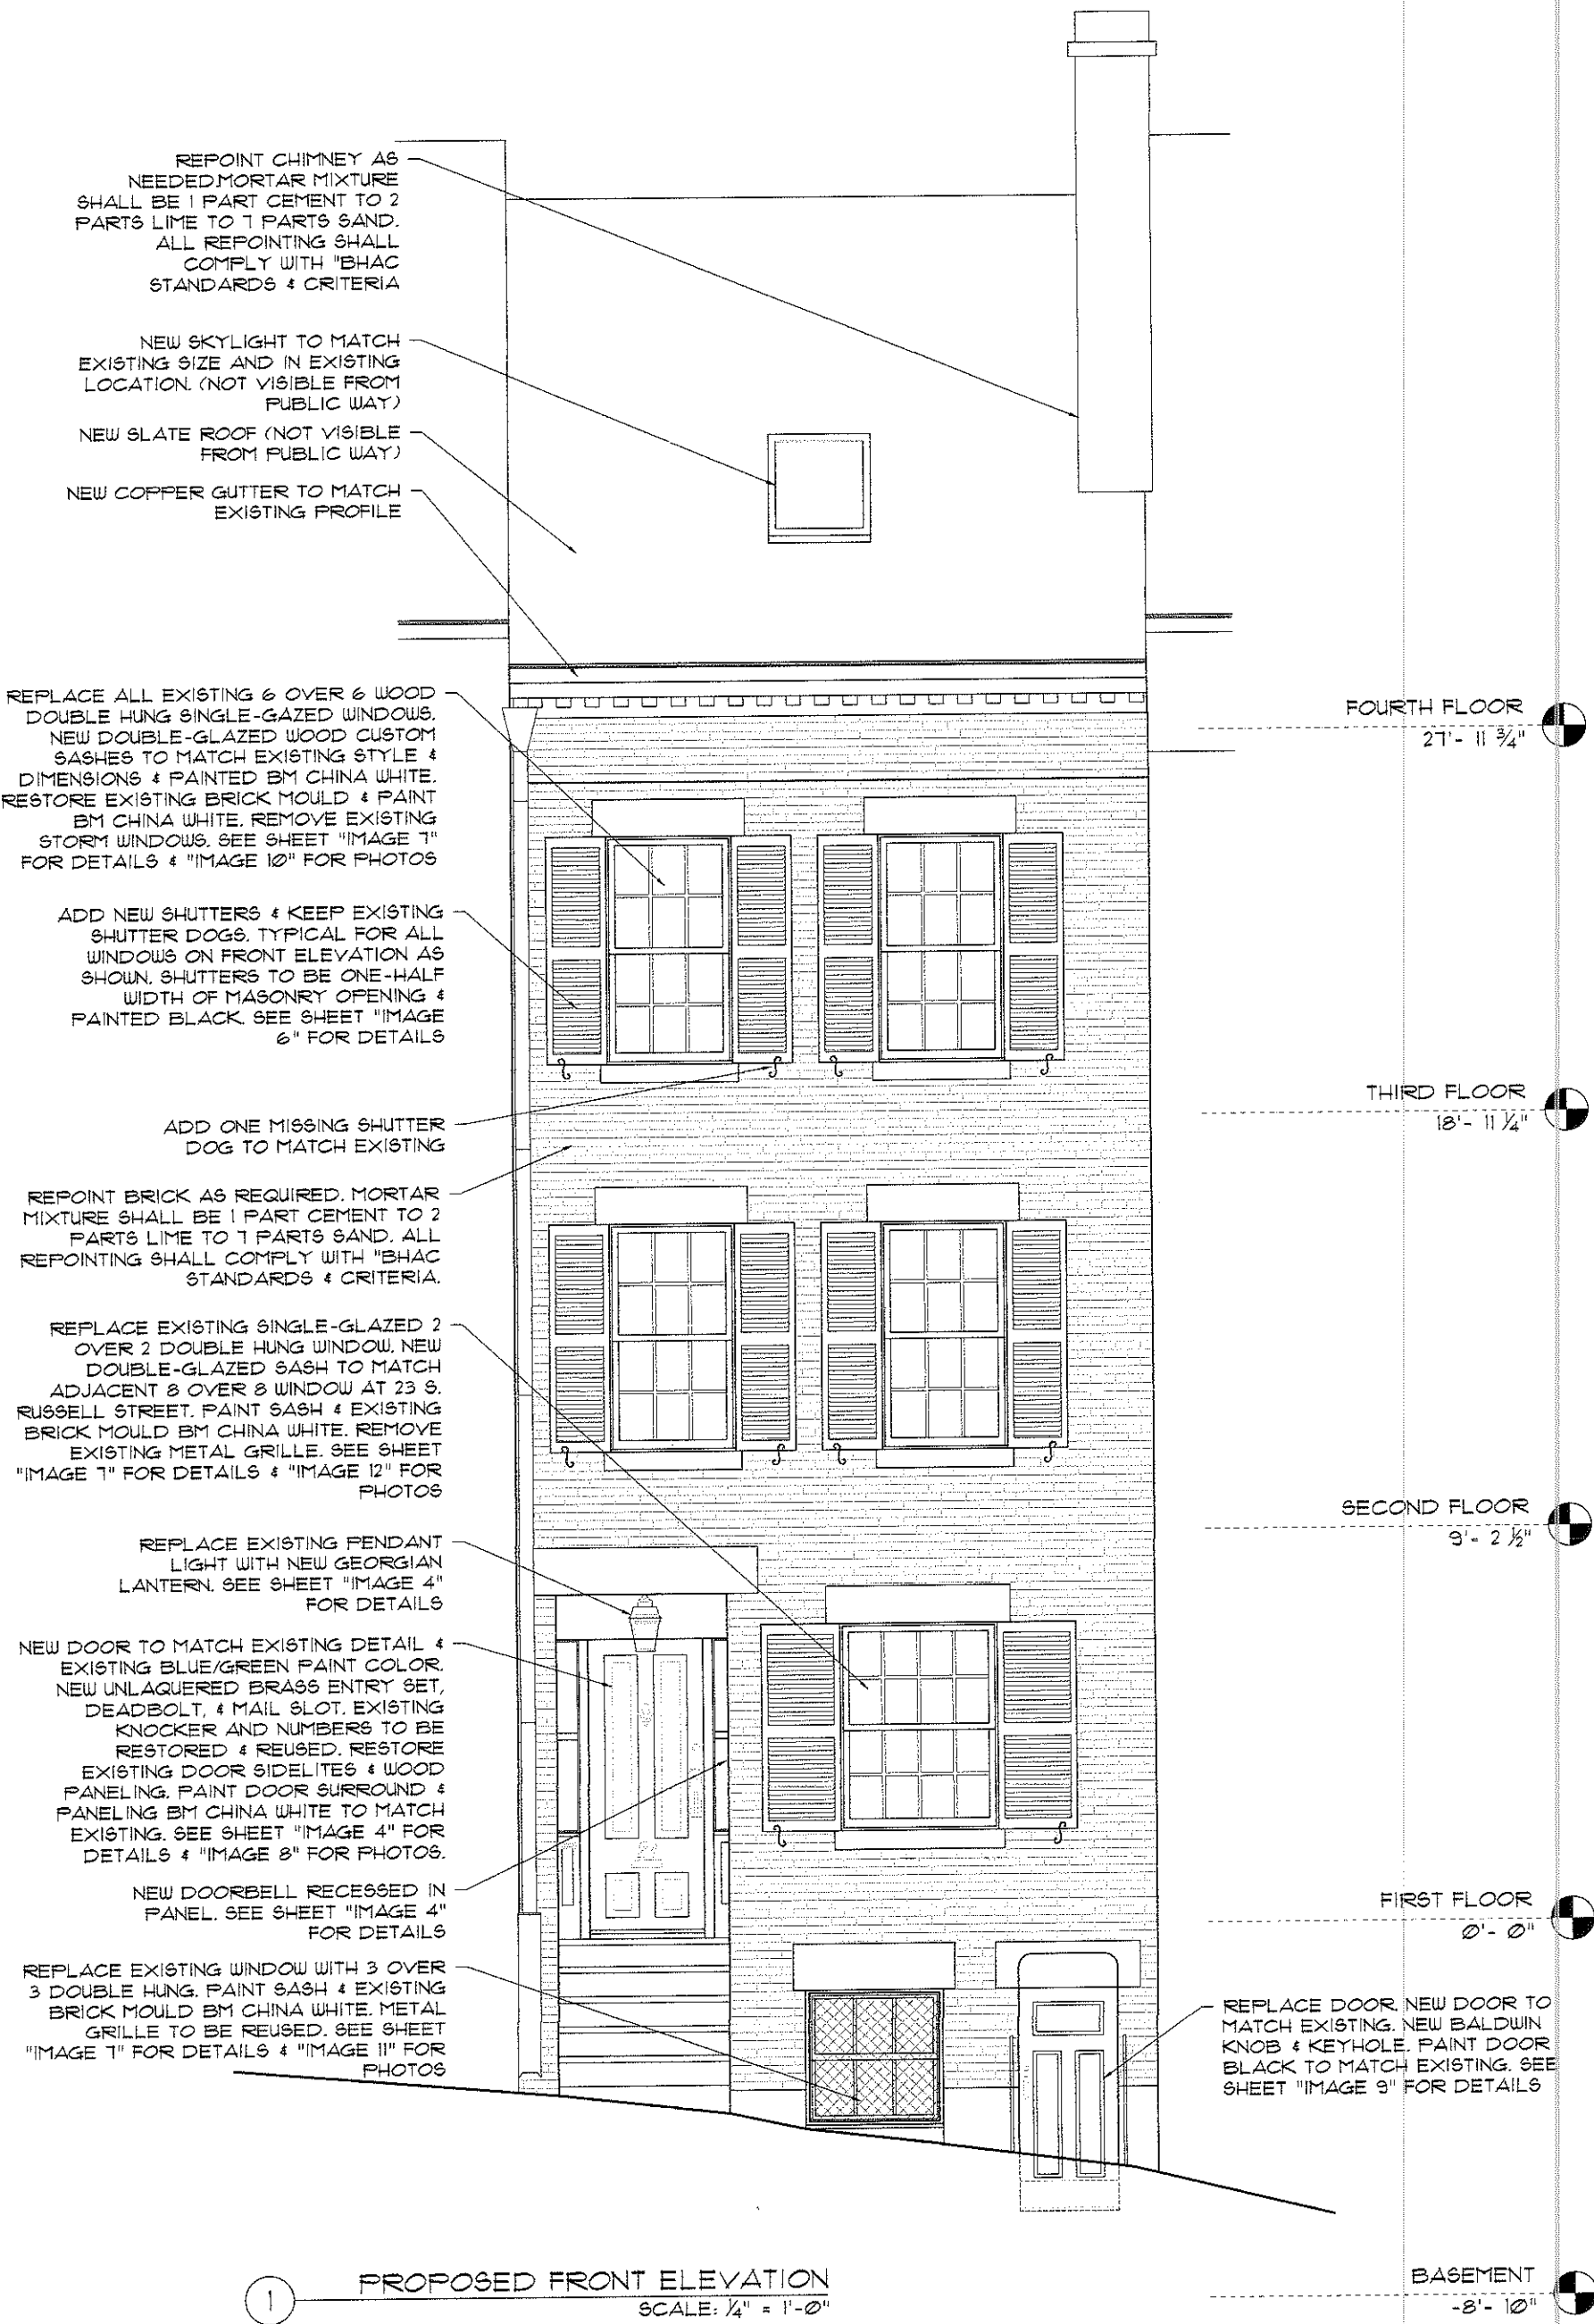 REPOINT CHIMNEY AS
NEEDED.MORTAR MIXTURE
SHALL BE 1 PART CEMENT TO 2
PARTS LIME TO 7 PARTS SAND.
ALL REPOINTING SHALL
COMPLY WITH "BHAC
STANDARDS & CRITERIA
NEW SKYLIGHT TO MATCH
EXISTING SIZE AND IN EXISTING
LOCATION. (NOT VISIBLE FROM
PUBLIC WAY)
NEW SLATE ROOF (NOT VISIBLE
FROM PUBLIC WAY)
NEW COPPER GUTTER TO MATCH
EXISTING PROFILE
REPLACE ALL EXISTING 6 OVER 6 WOOD
DOUBLE HUNG SINGLE-GAZED WINDOWS.
NEW DOUBLE-GLAZED WOOD CUSTOM
SASHES TO MATCH EXISTING STYLE &
DIMENSIONS & PAINTED BM CHINA WHITE.
RESTORE EXISTING BRICK MOULD & PAINT
BM CHINA WHITE. REMOVE EXISTING
STORM WINDOWS. SEE SHEET "IMAGE 7"
FOR DETAILS & "IMAGE 10" FOR PHOTOS
ADD NEW SHUTTERS & KEEP EXISTING
SHUTTER DOGS. TYPICAL FOR ALL
WINDOWS ON FRONT ELEVATION AS
SHOWN. SHUTTERS TO BE ONE-HALF
WIDTH OF MASONRY OPENING &
PAINTED BLACK. SEE SHEET "IMAGE
6" FOR DETAILS
ADD ONE MISSING SHUTTER
DOG TO MATCH EXISTING
REPOINT BRICK AS REQUIRED. MORTAR
MIXTURE SHALL BE 1 PART CEMENT TO 2
PARTS LIME TO 7 PARTS SAND. ALL
REPOINTING SHALL COMPLY WITH "BHAC
STANDARDS & CRITERIA.
REPLACE EXISTING SINGLE-GLAZED 2
OVER 2 DOUBLE HUNG WINDOW. NEW
DOUBLE-GLAZED SASH TO MATCH
ADJACENT 8 OVER 8 WINDOW AT 23 S.
RUSSELL STREET. PAINT SASH & EXISTING
BRICK MOULD BM CHINA WHITE. REMOVE
EXISTING METAL GRILLE. SEE SHEET
"IMAGE 7" FOR DETAILS & "IMAGE 12" FOR
PHOTOS
REPLACE EXISTING PENDANT
LIGHT WITH NEW GEORGIAN
LANTERN. SEE SHEET "IMAGE 4"
FOR DETAILS
NEW DOOR TO MATCH EXISTING DETAIL &
EXISTING BLUE/GREEN PAINT COLOR.
NEW UNLAQUERED BRASS ENTRY SET,
DEADBOLT, & MAIL SLOT. EXISTING
KNOCKER AND NUMBERS TO BE
RESTORED & REUSED. RESTORE
EXISTING DOOR SIDELITES & WOOD
PANELING. PAINT DOOR SURROUND &
PANELING BM CHINA WHITE TO MATCH
EXISTING. SEE SHEET "IMAGE 4" FOR
DETAILS & "IMAGE 8" FOR PHOTOS.
NEW DOORBELL RECESSED IN
PANEL. SEE SHEET "IMAGE 4"
FOR DETAILS
REPLACE EXISTING WINDOW WITH 3 OVER
3 DOUBLE HUNG. PAINT SASH & EXISTING
BRICK MOULD BM CHINA WHITE. METAL
GRILLE TO BE REUSED. SEE SHEET
"IMAGE 7" FOR DETAILS & "IMAGE 11" FOR
PHOTOS
FOURTH FLOOR
27'- 11 3/4"
THIRD FLOOR
18'- 11 1/4"
SECOND FLOOR
9'- 2 1/2"
FIRST FLOOR
0'- 0"
REPLACE DOOR. NEW DOOR TO
MATCH EXISTING. NEW BALDWIN
KNOB & KEYHOLE. PAINT DOOR
BLACK TO MATCH EXISTING. SEE
SHEET "IMAGE 9" FOR DETAILS
BASEMENT
-8'- 10"
1
PROPOSED FRONT ELEVATION
SCALE: 1/4" = 1'-0"